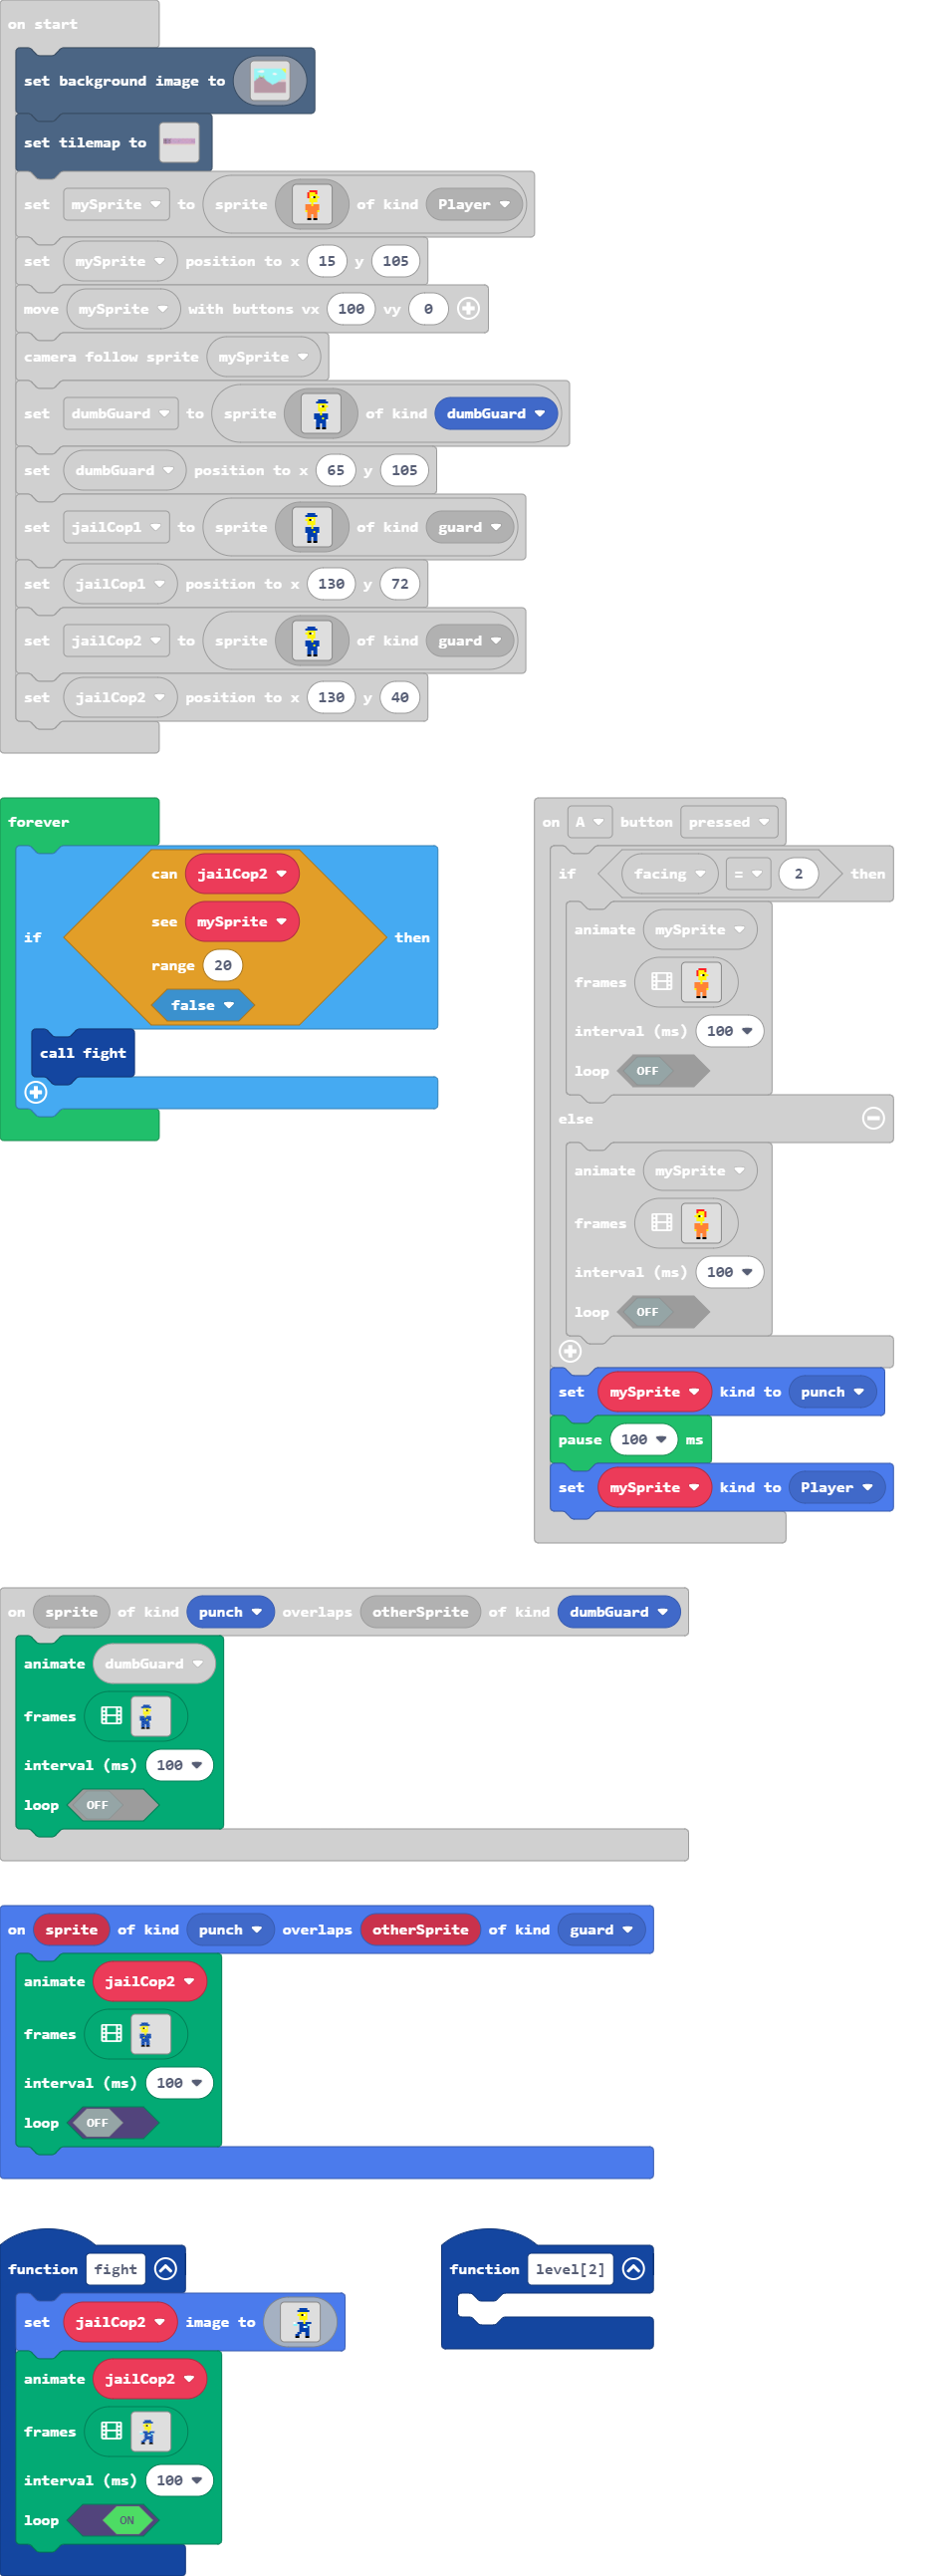 on start
set background image to
set tilemap to
set mySprite to sprite of kind Player
set mySprite position to x 15 y 105
move mySprite with buttons vx 100 vy 0
camera follow sprite mySprite
set dumbGuard to sprite of kind dumbGuard
set dumbGuard position to x 65 y 105
set jailCop1 to sprite of kind guard
set jailCop1 position to x 130 y 72
set jailCop2 to sprite of kind guard
set jailCop2 position to x 130 y 40
forever
if can jailCop2
see mySprite
range 20
false
then
call fight
on A button pressed
if facing = 2 then
animate mySprite
frames
interval (ms) 100
loop OFF
else
animate mySprite
frames
interval (ms) 100
loop OFF
set mySprite kind to punch
pause 100 ms
set mySprite kind to Player
on sprite of kind punch overlaps otherSprite of kind dumbGuard
animate dumbGuard
frames
interval (ms) 100
loop OFF
on sprite of kind punch overlaps otherSprite of kind guard
animate jailCop2
frames
interval (ms) 100
loop OFF
function fight
set jailCop2 image to
animate jailCop2
frames
interval (ms) 100
loop ON
function level[2]